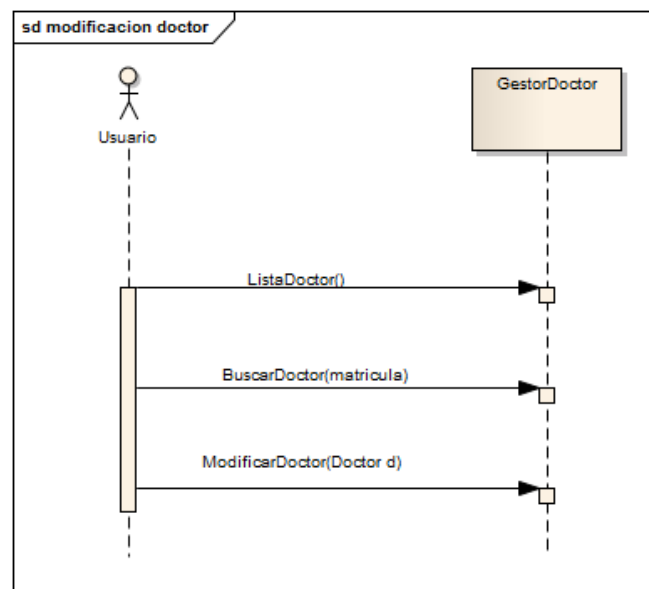 sd modificacion doctor
Usuario
GestorDoctor
ListaDoctor()
BuscarDoctor(matricula)
ModificarDoctor(Doctor d)